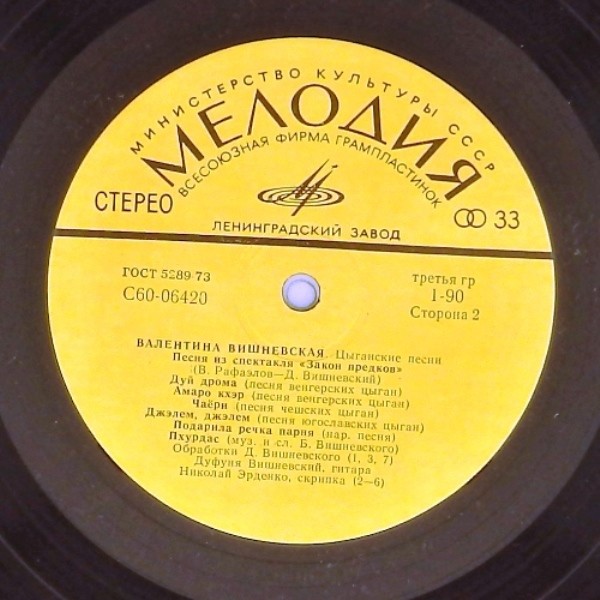 МИНИСТЕРСТВО КУЛЬТУРЫ СССР
МЕЛОДИЯ
ВСЕСОЮЗНАЯ ФИРМА ГРАМПЛАСТИНОК
СТЕРЕО
33
ЛЕНИНГРАДСКИЙ ЗАВОД
ГОСТ 5289-73
третья гр
С60-06420
1-90
Сторона 2
ВАЛЕНТИНА ВИШНЕВСКАЯ. Цыганские песни
Песня из спектакля «Закон предков»
(В. Рафаэлов—Д. Вишневский)
Дуй дрома (песня венгерских цыган)
Амаро кхэр (песня венгерских цыган)
Чаёри (песня чешских цыган)
Джэлем, джэлем (песня югославских цыган)
Подарила речка парня (нар. песня)
Пхурдас (муз. и сл. Б. Вишневского)
Обработки Д. Вишневского (1, 3, 7)
Дуфуня Вишневский, гитара
Николай Эрденко, скрипка (2—6)